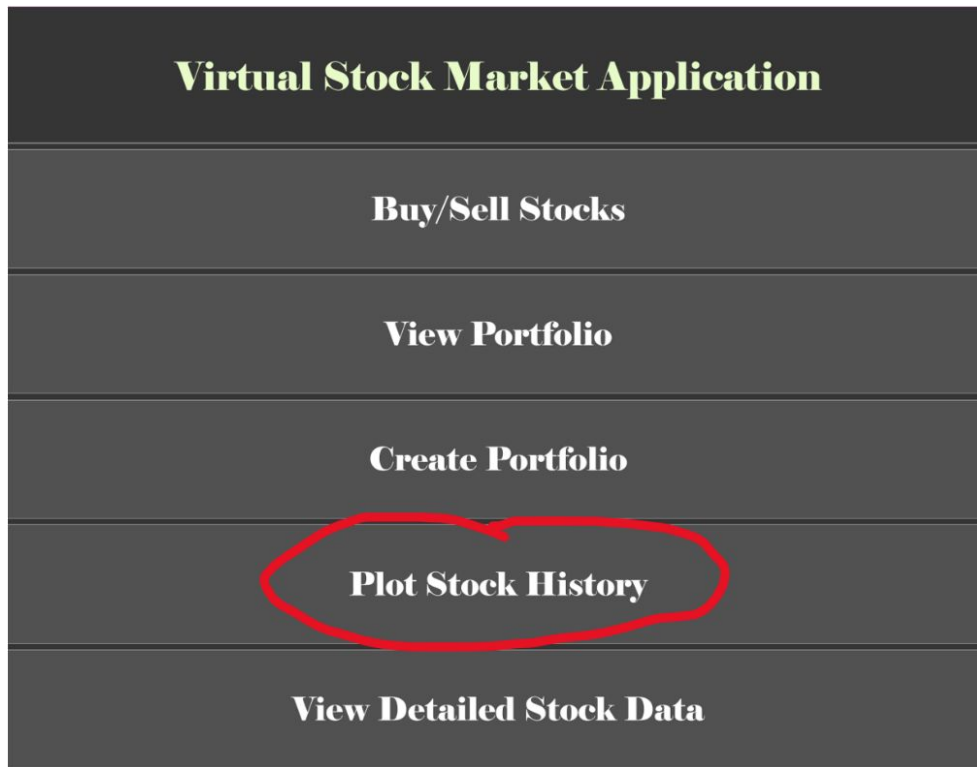 Virtual Stock Market Application
Buy/Sell Stocks
View Portfolio
Create Portfolio
Plot Stock History
View Detailed Stock Data